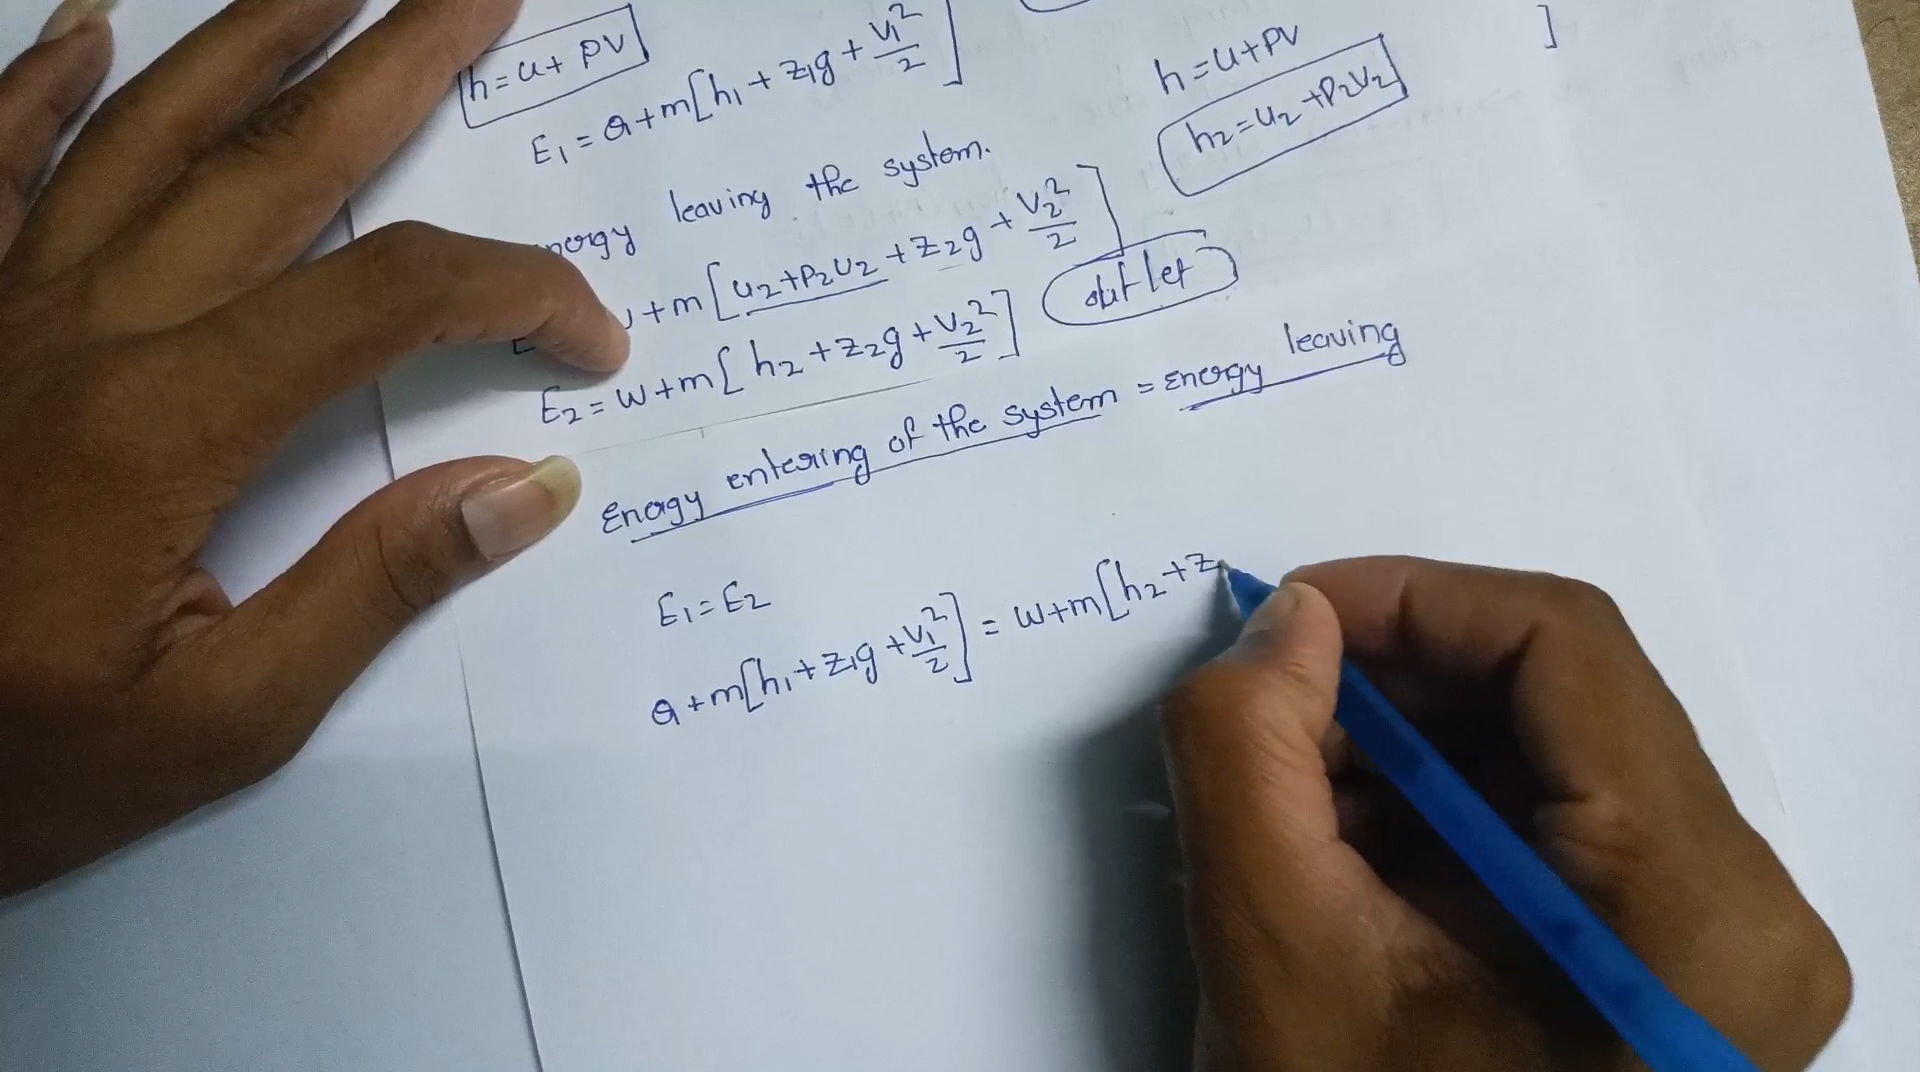 h=u+pv
E1=Q+m[h1+z1g+V1²/2]
leaving the system.
+m[u2+P2V2+z2g+V2²/2]
E2=W+m[h2+z2g+V2²/2]
outlet
h=u+pv
h2=u2+P2V2
]
Energy entering of the system = energy leaving
E1=E2
Q+m[h1+z1g+V1²/2] = W+m[h2+z